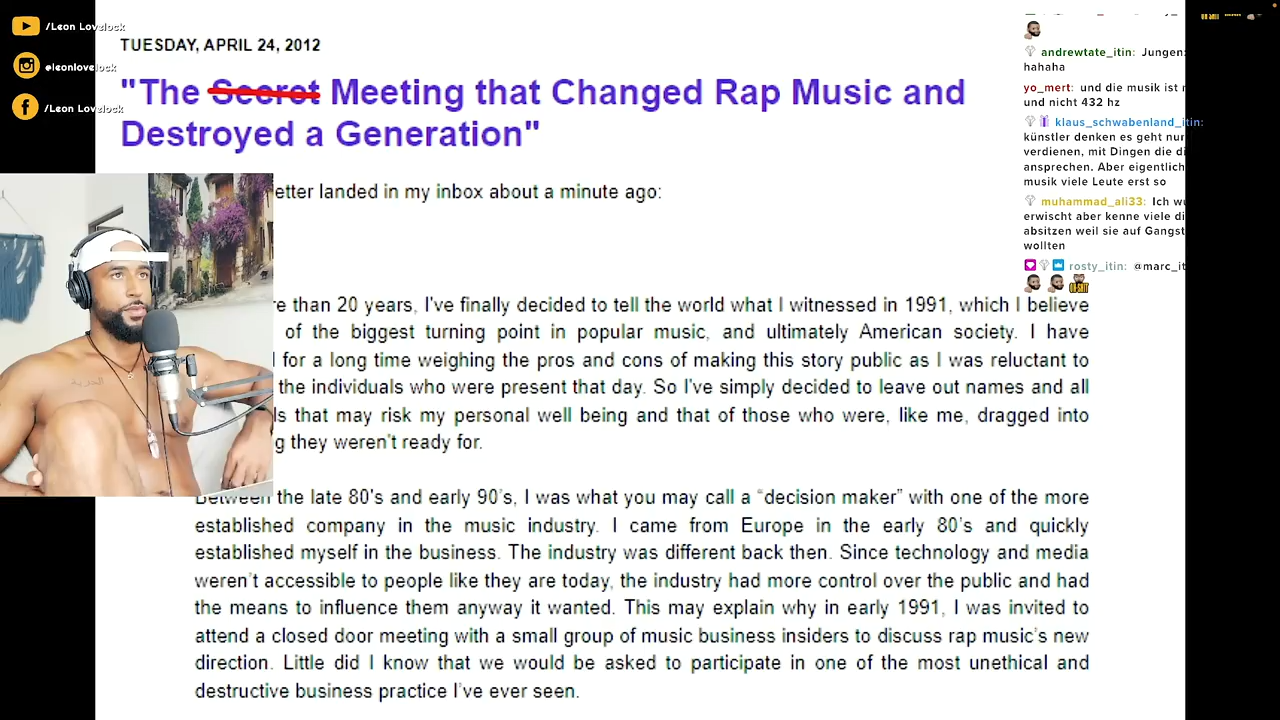 /Leon Lovelock
@leonlovelock
/Leon Lovelock
TUESDAY, APRIL 24, 2012
"The Secret Meeting that Changed Rap Music and
Destroyed a Generation"
etter landed in my inbox about a minute ago:
re than 20 years, I've finally decided to tell the world what I witnessed in 1991, which I believe
of the biggest turning point in popular music, and ultimately American society. I have
for a long time weighing the pros and cons of making this story public as I was reluctant to
the individuals who were present that day. So I've simply decided to leave out names and all
s that may risk my personal well being and that of those who were, like me, dragged into
g they weren't ready for.
Between the late 80's and early 90's, I was what you may call a “decision maker” with one of the more
established company in the music industry. I came from Europe in the early 80's and quickly
established myself in the business. The industry was different back then. Since technology and media
weren't accessible to people like they are today, the industry had more control over the public and had
the means to influence them anyway it wanted. This may explain why in early 1991, I was invited to
attend a closed door meeting with a small group of music business insiders to discuss rap music's new
direction. Little did I know that we would be asked to participate in one of the most unethical and
destructive business practice I've ever seen.
andrewtate_itin: Jungen:
hahaha
yo_mert: und die musik ist
und nicht 432 hz
klaus_schwabenland_itin:
künstler denken es geht nur
verdienen, mit Dingen die di
ansprechen. Aber eigentlich
musik viele Leute erst so
muhammad_ali33: Ich wu
erwischt aber kenne viele di
absitzen weil sie auf Gangst
wollten
rosty_itin: @marc_it